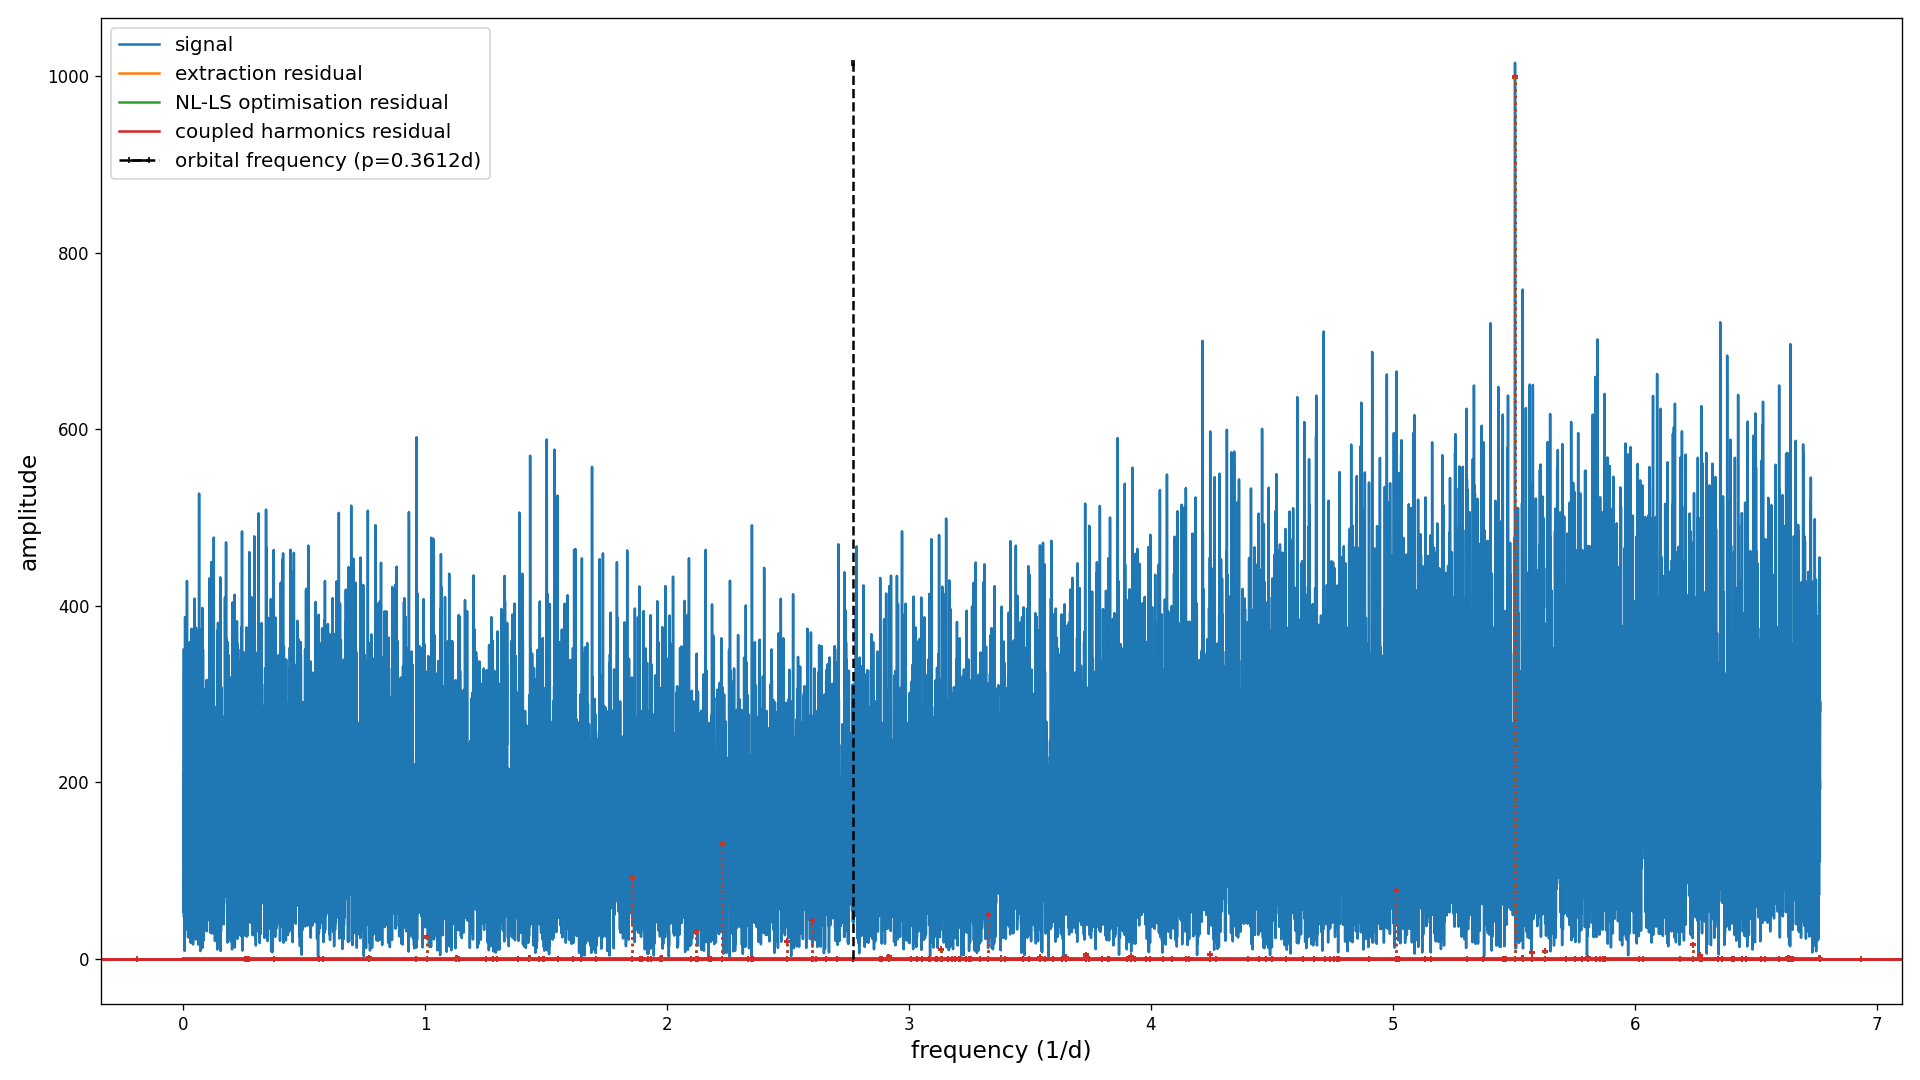 signal
extraction residual
NL-LS optimisation residual
coupled harmonics residual
orbital frequency (p=0.3612d)
1000
800
600
400
200
0
amplitude
0 1 2 3 4 5 6 7
frequency (1/d)